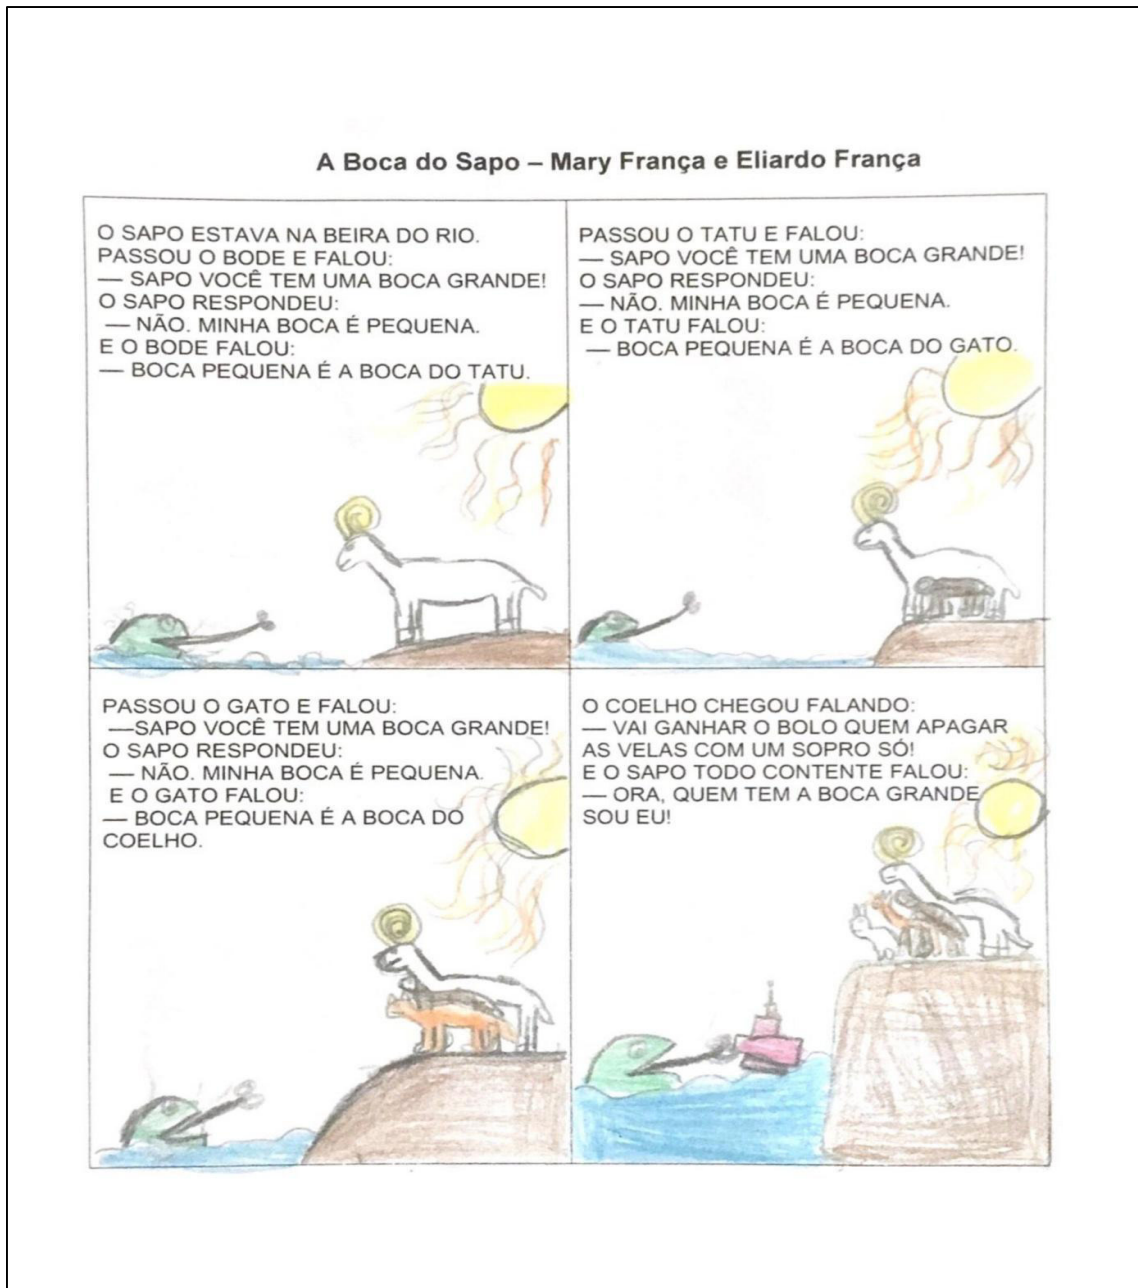 A Boca do Sapo – Mary França e Eliardo França
O SAPO ESTAVA NA BEIRA DO RIO.
PASSOU O BODE E FALOU:
— SAPO VOCÊ TEM UMA BOCA GRANDE!
O SAPO RESPONDEU:
— NÃO. MINHA BOCA É PEQUENA.
E O BODE FALOU:
— BOCA PEQUENA É A BOCA DO TATU.
PASSOU O TATU E FALOU:
— SAPO VOCÊ TEM UMA BOCA GRANDE!
O SAPO RESPONDEU:
— NÃO. MINHA BOCA É PEQUENA.
E O TATU FALOU:
— BOCA PEQUENA É A BOCA DO GATO.
PASSOU O GATO E FALOU:
—SAPO VOCÊ TEM UMA BOCA GRANDE!
O SAPO RESPONDEU:
— NÃO. MINHA BOCA É PEQUENA.
E O GATO FALOU:
— BOCA PEQUENA É A BOCA DO
COELHO.
O COELHO CHEGOU FALANDO:
— VAI GANHAR O BOLO QUEM APAGAR
AS VELAS COM UM SOPRO SÓ!
E O SAPO TODO CONTENTE FALOU:
— ORA, QUEM TEM A BOCA GRANDE
SOU EU!